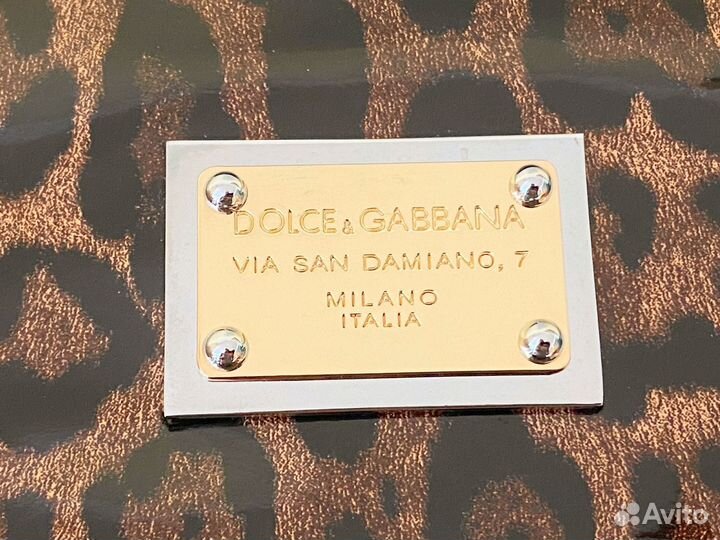 DOLCE & GABBANA
VIA SAN DAMIANO, 7
MILANO
ITALIA
Avito